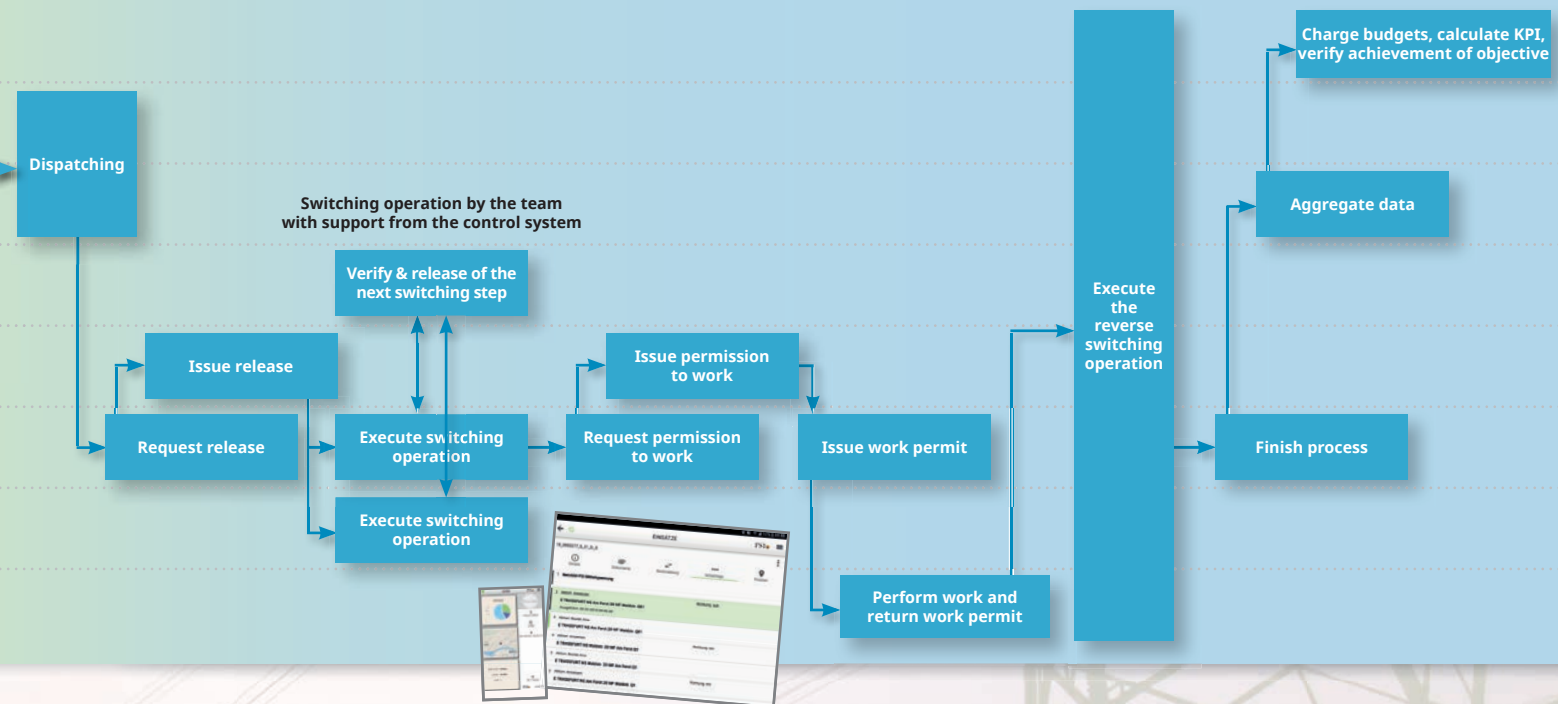 Charge budgets, calculate KPI,
verify achievement of objective
Dispatching
Aggregate data
Switching operation by the team
with support from the control system
Verify & release of the
next switching step
Execute
the
reverse
switching
operation
Issue release
Issue permission
to work
Request release
Execute switching
operation
Request permission
to work
Issue work permit
Finish process
Execute switching
operation
Perform work and
return work permit
EINSÄTZE